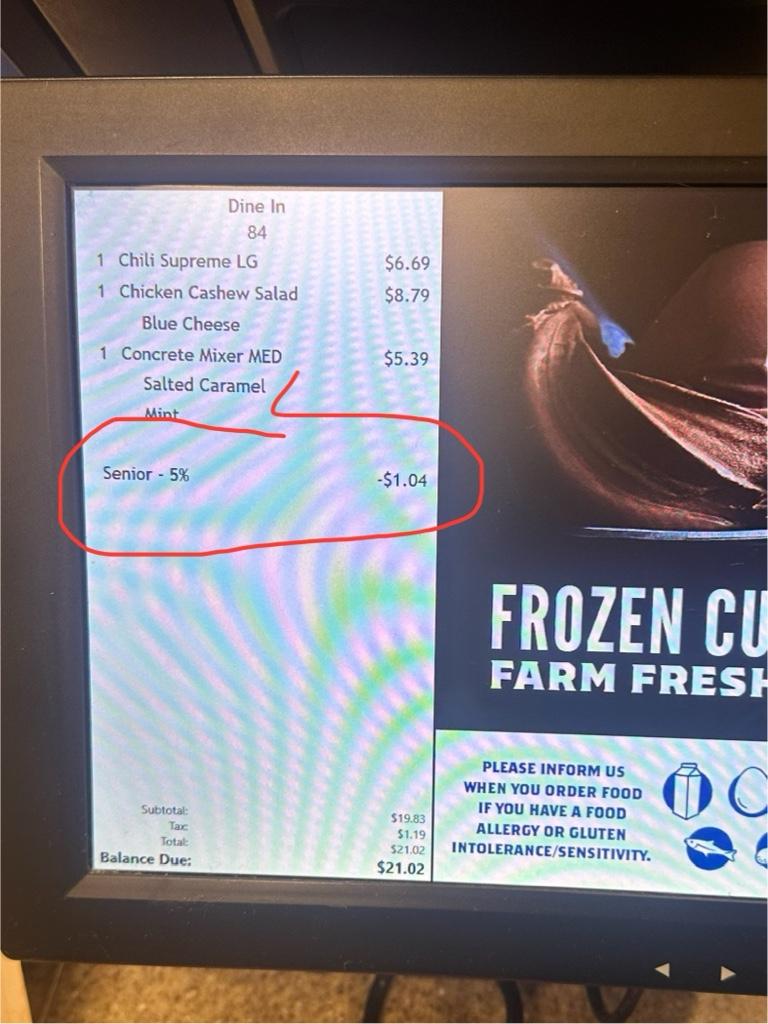 Dine In
84
1 Chili Supreme LG $6.69
1 Chicken Cashew Salad $8.79
Blue Cheese
1 Concrete Mixer MED $5.39
Salted Caramel
Mint
Senior - 5% -$1.04
Subtotal: $19.83
Tax: $1.19
Total: $21.02
Balance Due: $21.02
FROZEN CU
FARM FRESH
PLEASE INFORM US
WHEN YOU ORDER FOOD
IF YOU HAVE A FOOD
ALLERGY OR GLUTEN
INTOLERANCE/SENSITIVITY.